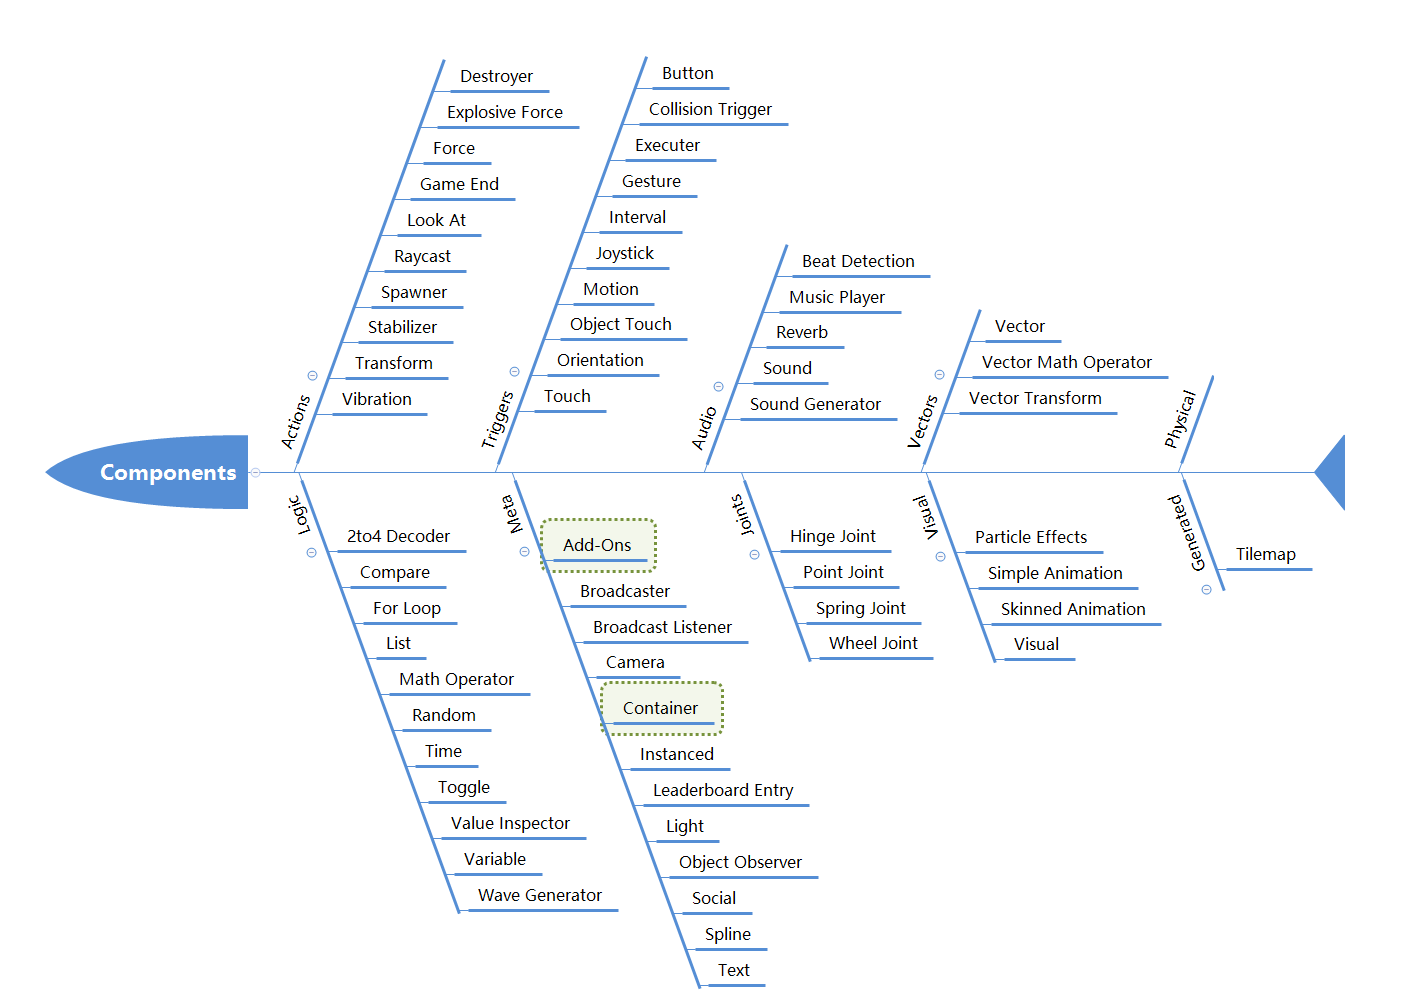 Components
Actions
Destroyer
Explosive Force
Force
Game End
Look At
Raycast
Spawner
Stabilizer
Transform
Vibration
Triggers
Button
Collision Trigger
Executer
Gesture
Interval
Joystick
Motion
Object Touch
Orientation
Touch
Audio
Beat Detection
Music Player
Reverb
Sound
Sound Generator
Vectors
Vector
Vector Math Operator
Vector Transform
Physical
Logic
2to4 Decoder
Compare
For Loop
List
Math Operator
Random
Time
Toggle
Value Inspector
Variable
Wave Generator
Meta
Add-Ons
Broadcaster
Broadcast Listener
Camera
Container
Instanced
Leaderboard Entry
Light
Object Observer
Social
Spline
Text
Joints
Hinge Joint
Point Joint
Spring Joint
Wheel Joint
Visual
Particle Effects
Simple Animation
Skinned Animation
Visual
Generated
Tilemap